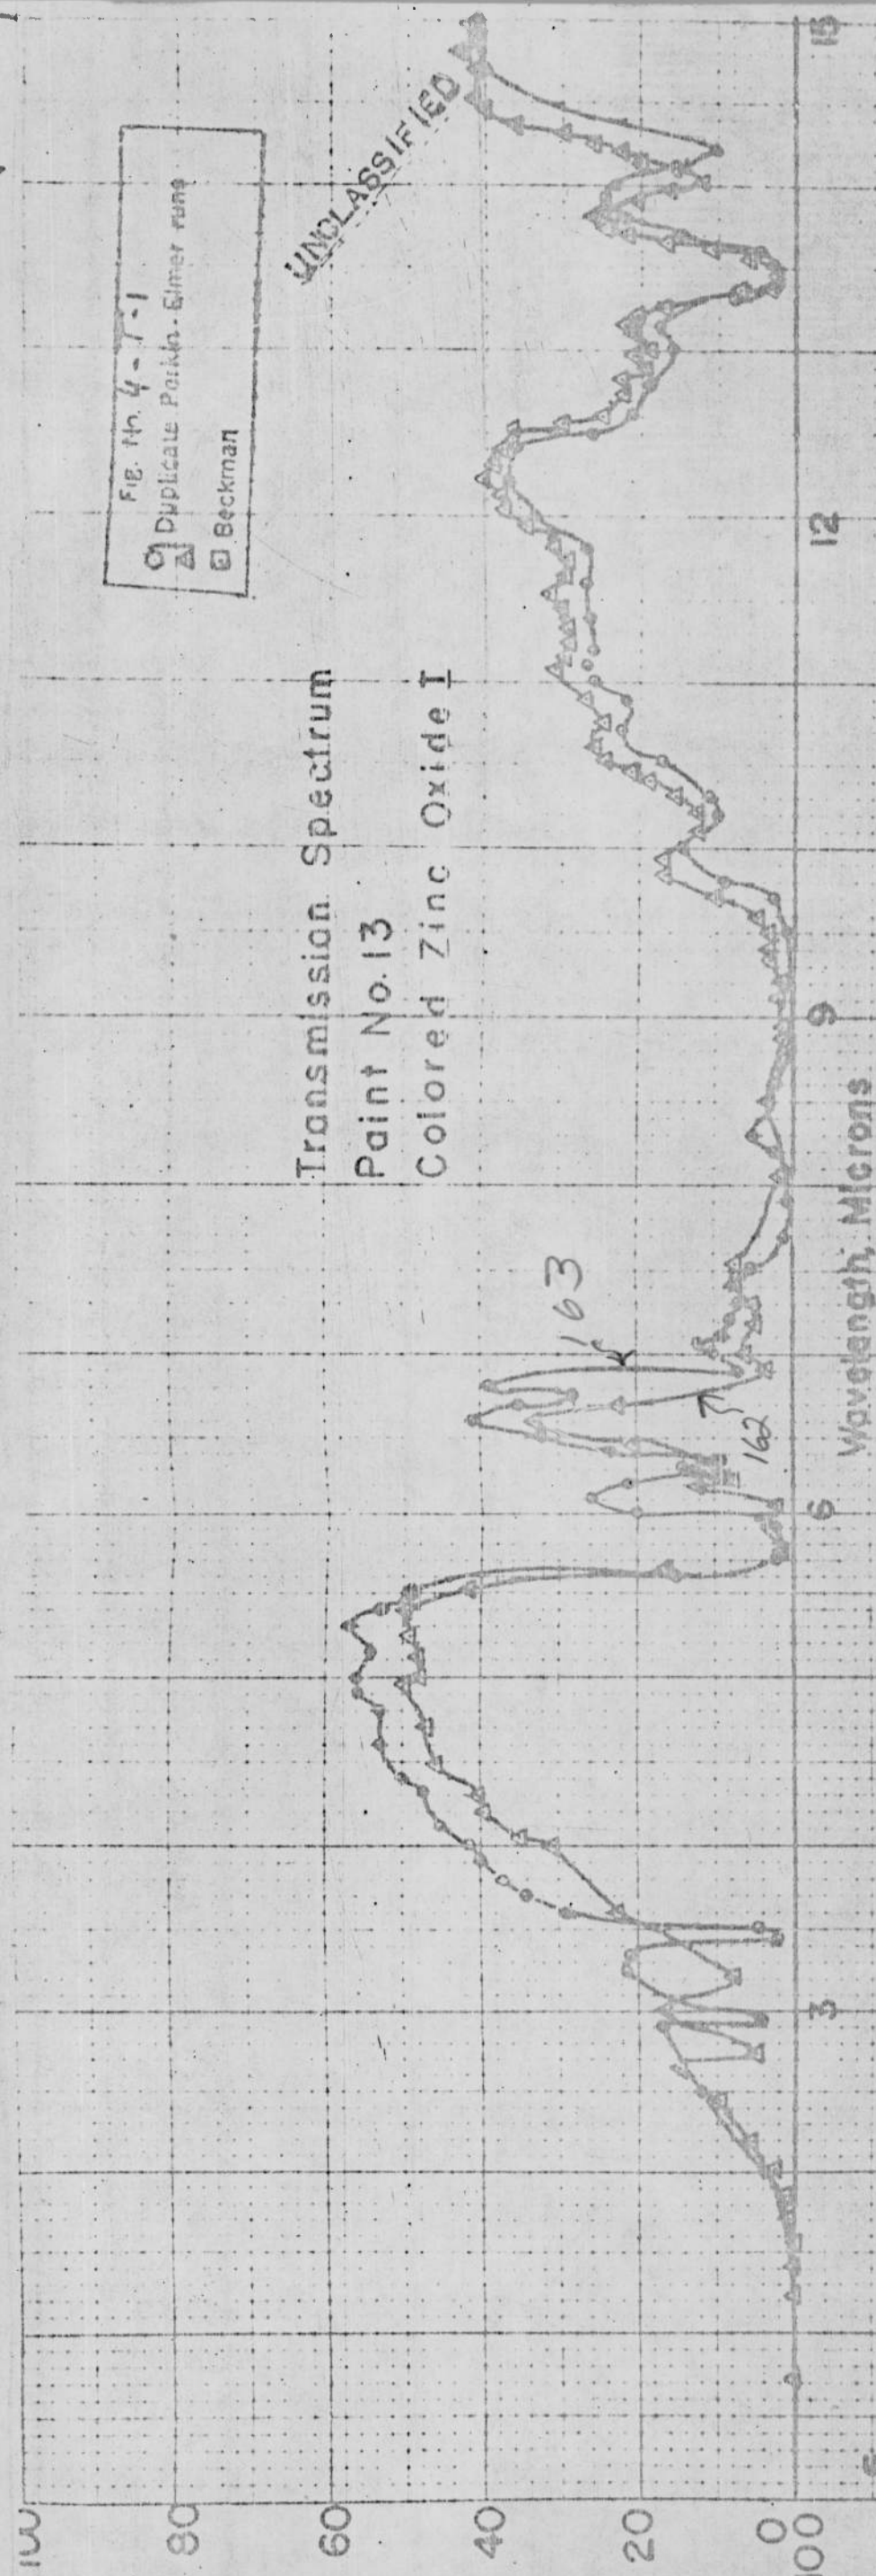 Fig. No. 4-T-1
Duplicate Perkin-Elmer runs
Beckman
UNCLASSIFIED
Transmission Spectrum
Paint No. 13
Colored Zinc Oxide I
100
80
60
40
20
0
100
163
162
3
6
9
12
15
Wavelength, Microns